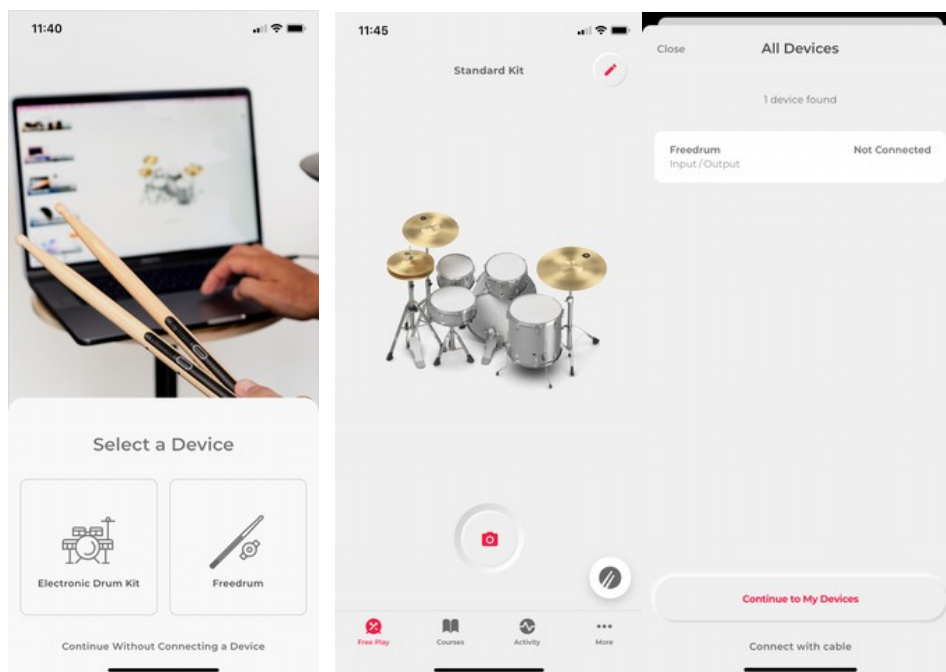 11:40
Select a Device
Electronic Drum Kit
Freedrum
Continue Without Connecting a Device
11:45
Standard Kit
Free Play
Courses
Activity
More
Close
All Devices
1 device found
Freedrum
Not Connected
Input/Output
Continue to My Devices
Connect with cable